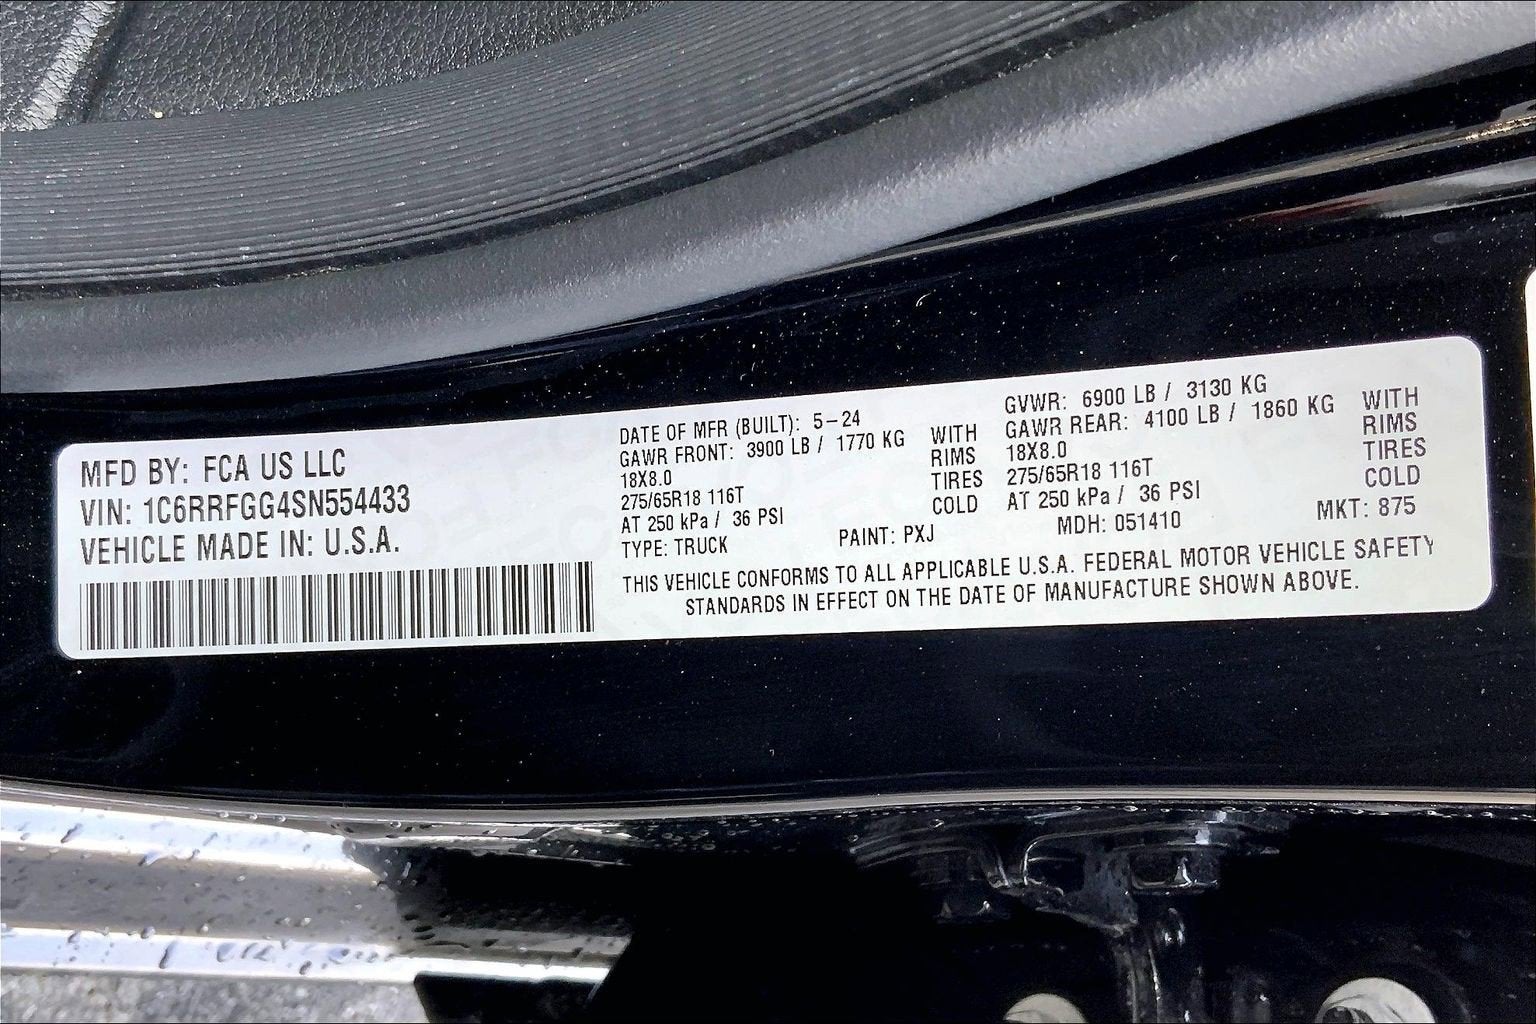 MFD BY: FCA US LLC
VIN: 1C6RRFGG4SN554433
VEHICLE MADE IN: U.S.A.
DATE OF MFR (BUILT): 5-24
GAWR FRONT: 3900 LB / 1770 KG WITH
18X8.0 RIMS
275/65R18 116T TIRES
AT 250 kPa / 36 PSI COLD
GVWR: 6900 LB / 3130 KG
GAWR REAR: 4100 LB / 1860 KG WITH
18X8.0 RIMS
275/65R18 116T TIRES
AT 250 kPa / 36 PSI COLD
TYPE: TRUCK PAINT: PXJ MDH: 051410 MKT: 875
THIS VEHICLE CONFORMS TO ALL APPLICABLE U.S.A. FEDERAL MOTOR VEHICLE SAFETY
STANDARDS IN EFFECT ON THE DATE OF MANUFACTURE SHOWN ABOVE.